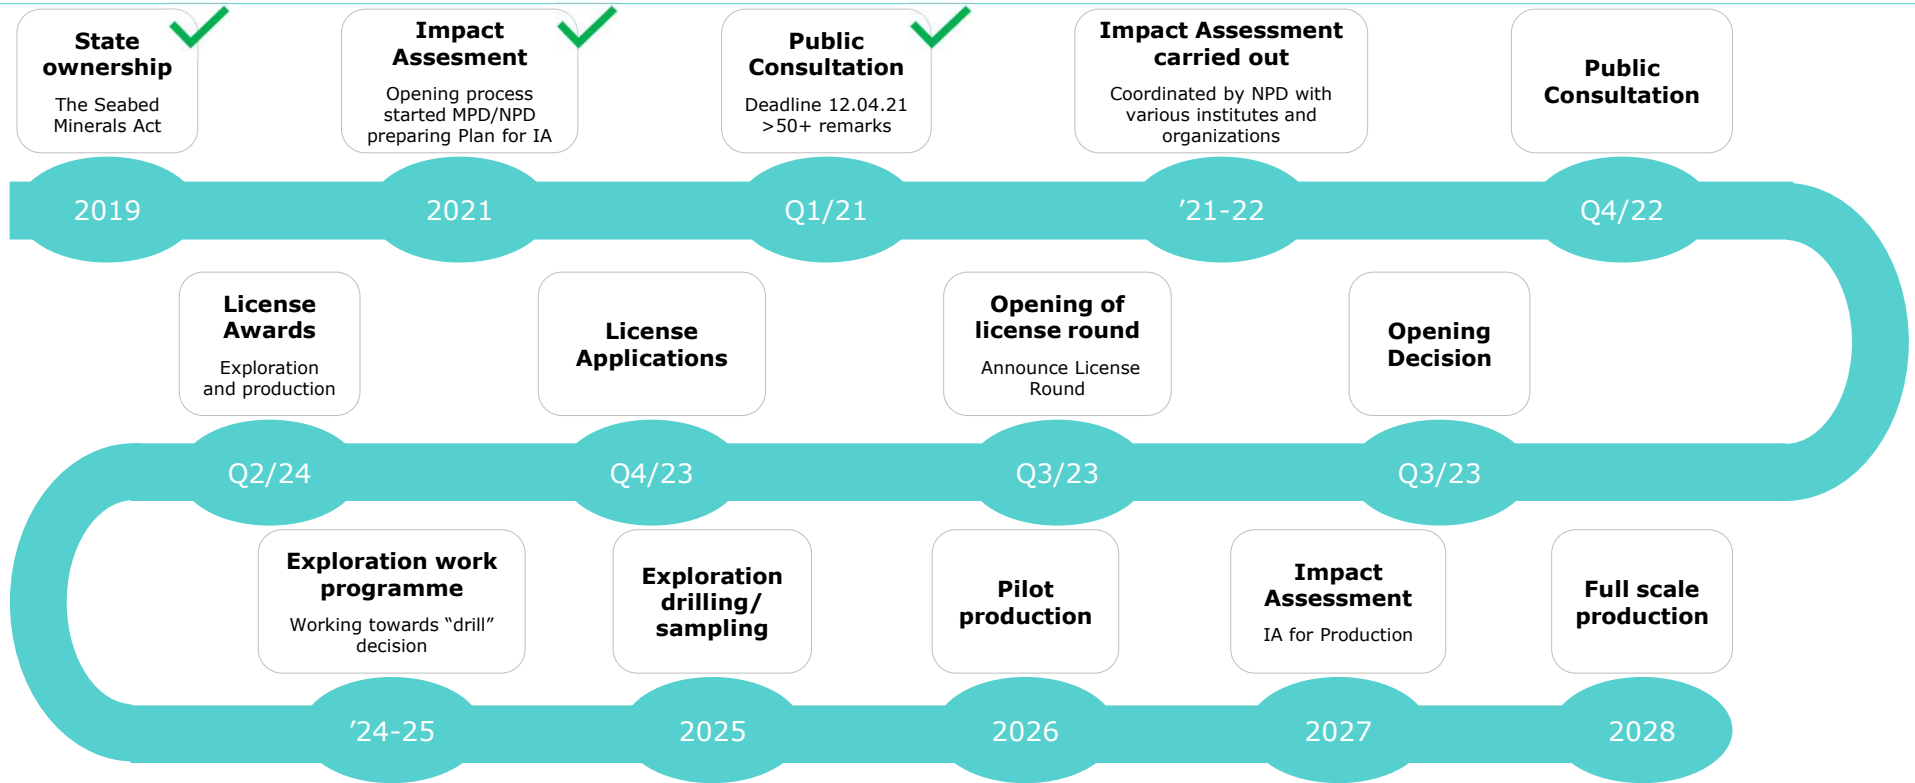 State
ownership
The Seabed
Minerals Act
Impact
Assesment
Opening process
started MPD/NPD
preparing Plan for IA
Public
Consultation
Deadline 12.04.21
>50+ remarks
Impact Assessment
carried out
Coordinated by NPD with
various institutes and
organizations
Public
Consultation
2019
2021
Q1/21
’21-22
Q4/22
License
Awards
Exploration
and production
License
Applications
Opening of
license round
Announce License
Round
Opening
Decision
Q2/24
Q4/23
Q3/23
Q3/23
Exploration work
programme
Working towards “drill”
decision
Exploration
drilling/
sampling
Pilot
production
Impact
Assessment
IA for Production
Full scale
production
’24-25
2025
2026
2027
2028